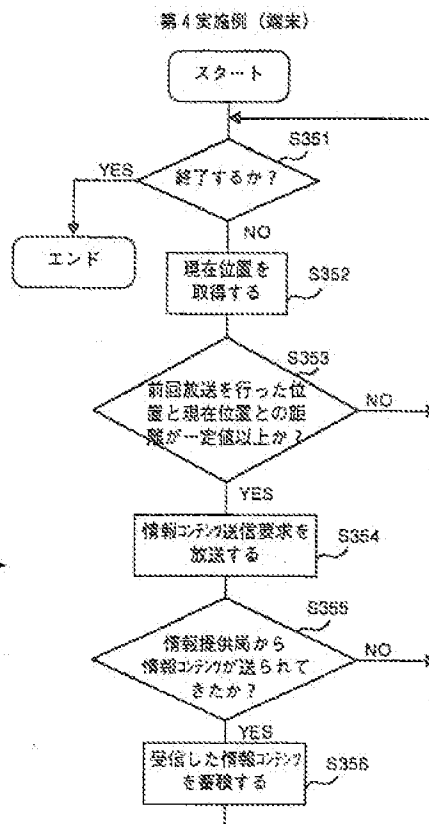 第4実施例（端末）
スタート
S351
YES
終了するか？
NO
エンド
現在位置を
取得する
S352
S353
前回放送を行った位
置と現在位置との距
離が一定値以上か？
NO
YES
情報コンテンツ送信要求を
放送する
S354
S355
情報提供局から
情報コンテンツが送られて
きたか？
NO
YES
受信した情報コンテンツ
を蓄積する
S356